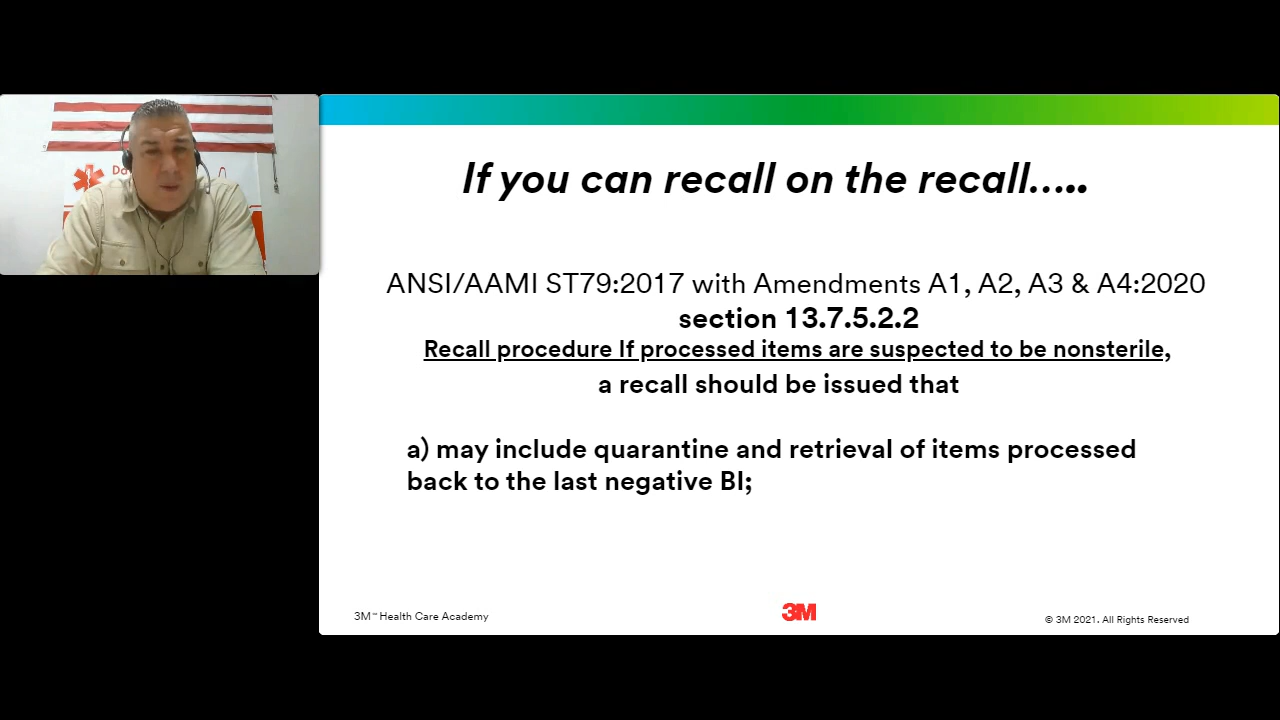 If you can recall on the recall.....
ANSI/AAMI ST79:2017 with Amendments A1, A2, A3 & A4:2020
section 13.7.5.2.2
Recall procedure If processed items are suspected to be nonsterile,
a recall should be issued that
a) may include quarantine and retrieval of items processed
back to the last negative BI;
3M™ Health Care Academy
3M
© 3M 2021. All Rights Reserved